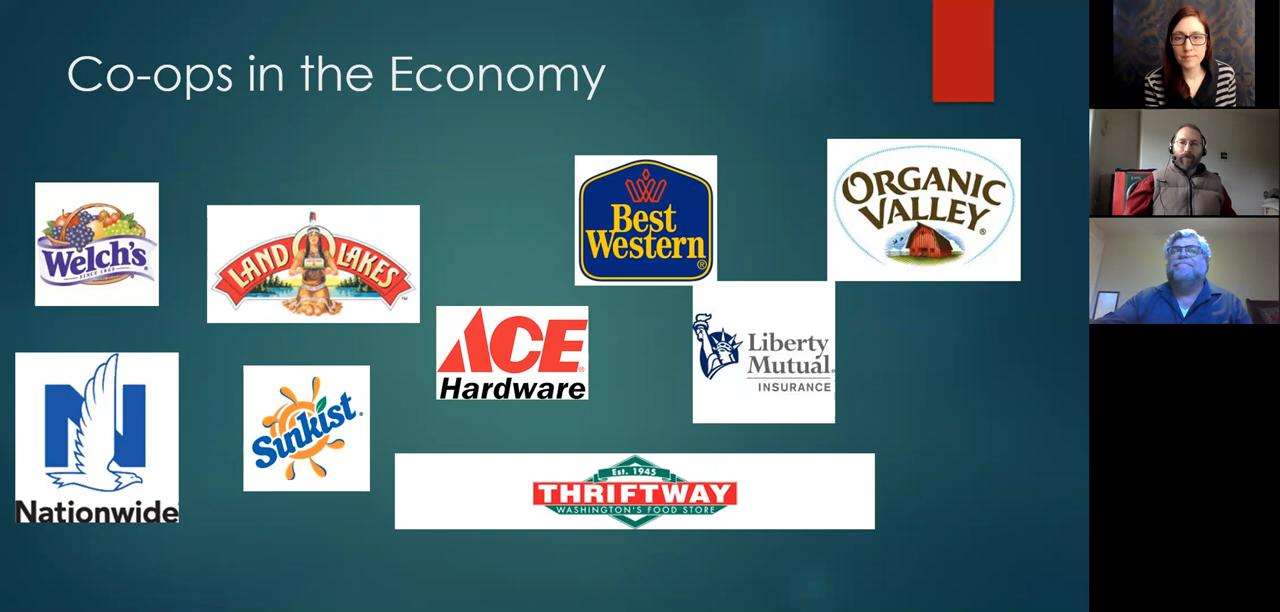 Co-ops in the Economy
Welch's
SINCE 1869
®
LAND O LAKES
™
ACE
®
Hardware
Best
Western
®
ORGANIC
VALLEY
®
Liberty
Mutual.
INSURANCE
N
Nationwide
Sunkist
®
Est. 1945
THRIFTWAY
WASHINGTON'S FOOD STORE